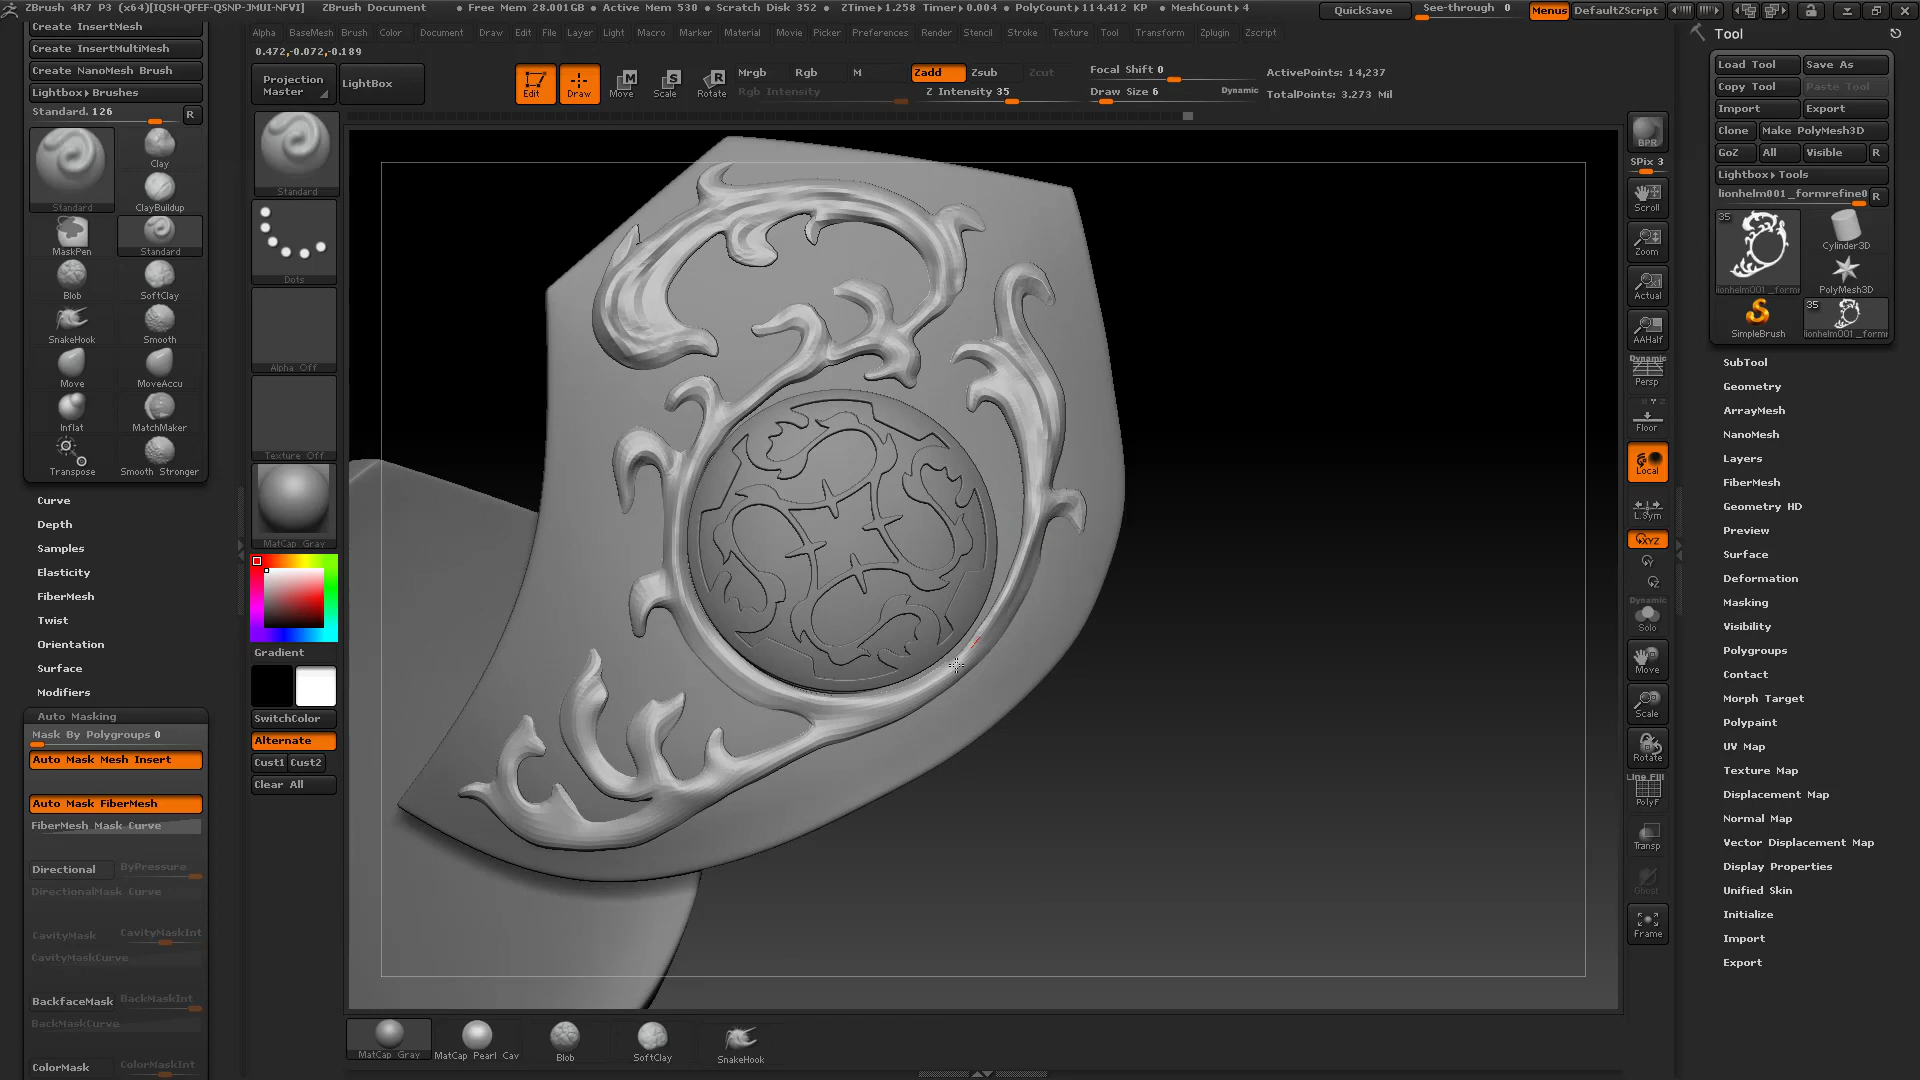 ZBrush 4R7 P3 (x64)[IQSH-QFEF-QSNP-JMUI-NFVI] ZBrush Document • Free Mem 28.001GB • Active Mem 530 • Scratch Disk 352 • ZTime▸1.258 Timer▸0.004 • PolyCount▸114.412 KP • MeshCount▸4 QuickSave See-through 0 Menus DefaultZScript
Alpha BaseMesh Brush Color Document Draw Edit File Layer Light Macro Marker Material Movie Picker Preferences Render Stencil Stroke Texture Tool Transform Zplugin Zscript
0.472,-0.072,-0.189
Create InsertMesh
Create InsertMultiMesh
Create NanoMesh Brush
Lightbox▸Brushes
Standard. 126 R
Standard
Clay
ClayBuildup
MaskPen
Standard
Blob
SoftClay
SnakeHook
Smooth
Move
MoveAccu
Inflat
MatchMaker
Transpose
Smooth Stronger
Curve
Depth
Samples
Elasticity
FiberMesh
Twist
Orientation
Surface
Modifiers
Auto Masking
Mask By Polygroups 0
Auto Mask Mesh Insert
Auto Mask FiberMesh
FiberMesh Mask Curve
Directional ByPressure
DirectionalMask Curve
CavityMask CavityMaskInt
CavityMaskCurve
BackfaceMask BackMaskInt
BackMaskCurve
ColorMask ColorMaskInt
Projection
Master
LightBox
Edit
Draw
Move
Scale
Rotate
Mrgb Rgb M
Rgb Intensity
Zadd Zsub Zcut
Z Intensity 35
Focal Shift 0
Draw Size 6 Dynamic
ActivePoints: 14,237
TotalPoints: 3.273 Mil
Standard
Dots
Alpha Off
Texture Off
MatCap Gray
Gradient
SwitchColor
Alternate
Cust1 Cust2
Clear All
MatCap Gray
MatCap Pearl Cav
Blob
SoftClay
SnakeHook
BPR
SPix 3
Scroll
Zoom
Actual
AAHalf
Dynamic
Persp
Floor
Local
L.Sym
XYZ
Dynamic
Solo
Move
Scale
Rotate
Line Fill
PolyF
Transp
Ghost
Frame
Tool
Load Tool Save As
Copy Tool Paste Tool
Import Export
Clone Make PolyMesh3D
GoZ All Visible R
Lightbox▸Tools
lionhelm001_formrefine0 R
35
Cylinder3D
PolyMesh3D
SimpleBrush
35
SubTool
Geometry
ArrayMesh
NanoMesh
Layers
FiberMesh
Geometry HD
Preview
Surface
Deformation
Masking
Visibility
Polygroups
Contact
Morph Target
Polypaint
UV Map
Texture Map
Displacement Map
Normal Map
Vector Displacement Map
Display Properties
Unified Skin
Initialize
Import
Export